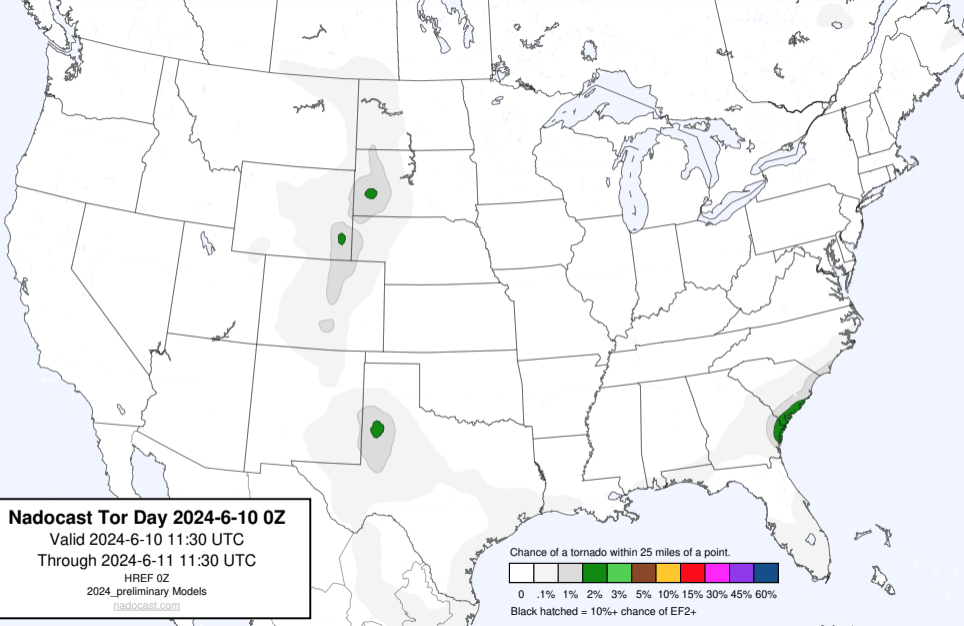 Nadocast Tor Day 2024-6-10 0Z
Valid 2024-6-10 11:30 UTC
Through 2024-6-11 11:30 UTC
HREF 0Z
2024_preliminary Models
nadocast.com
Chance of a tornado within 25 miles of a point.
0 .1% 1% 2% 3% 5% 10% 15% 30% 45% 60%
Black hatched = 10%+ chance of EF2+